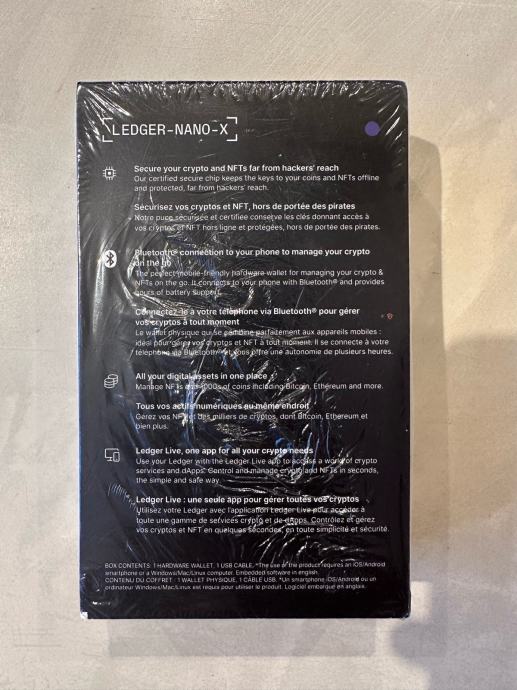 LEDGER-NANO-X
Secure your crypto and NFTs far from hackers' reach
Our certified secure chip keeps the keys to your coins and NFTs offline
and protected, far from hackers' reach.
Sécurisez vos cryptos et NFT, hors de portée des pirates
Notre puce sécurisée et certifiée conserve les clés donnant accès à
vos cryptos et NFT hors ligne et protégées, hors de portée des pirates.
Bluetooth® connection to your phone to manage your crypto
on the go
The perfect mobile-friendly hardware wallet for managing your crypto &
NFTs on the go. It connects to your phone with Bluetooth® and provides
hours of battery support.
Connectez-le à votre téléphone via Bluetooth® pour gérer
vos cryptos à tout moment
Le wallet physique qui se combine parfaitement aux appareils mobiles :
idéal pour gérer vos cryptos et NFT à tout moment. Il se connecte à votre
téléphone via Bluetooth® et vous offre une autonomie de plusieurs heures.
All your digital assets in one place
Manage NFTs and 1000s of coins including Bitcoin, Ethereum and more.
Tous vos actifs numériques au même endroit
Gérez vos NFT et des milliers de cryptos, dont Bitcoin, Ethereum et
bien plus.
Ledger Live, one app for all your crypto needs
Use your Ledger with the Ledger Live app to access a world of crypto
services and dApps. Control and manage crypto and NFTs in seconds,
the simple and safe way.
Ledger Live : une seule app pour gérer toutes vos cryptos
Utilisez votre Ledger avec l'application Ledger Live pour accéder à
toute une gamme de services crypto et de dApps. Contrôlez et gérez
vos cryptos et NFT en quelques secondes, en toute simplicité et sécurité.
BOX CONTENTS: 1 HARDWARE WALLET, 1 USB CABLE. *The use of the product requires an iOS/Android
smartphone or a Windows/Mac/Linux computer. Embedded software in english.
CONTENU DU COFFRET : 1 WALLET PHYSIQUE, 1 CÂBLE USB. *Un smartphone iOS/Android ou un
ordinateur Windows/Mac/Linux est requis pour utiliser le produit. Logiciel embarqué en anglais.